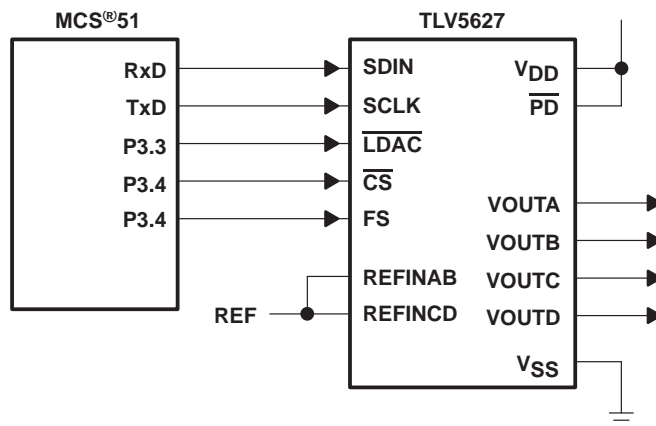 MCS®51
TLV5627
RxD
TxD
P3.3
P3.4
P3.4
SDIN
SCLK
LDAC
CS
FS
REFINAB
REFINCD
REF
VDD
PD
VOUTA
VOUTB
VOUTC
VOUTD
VSS